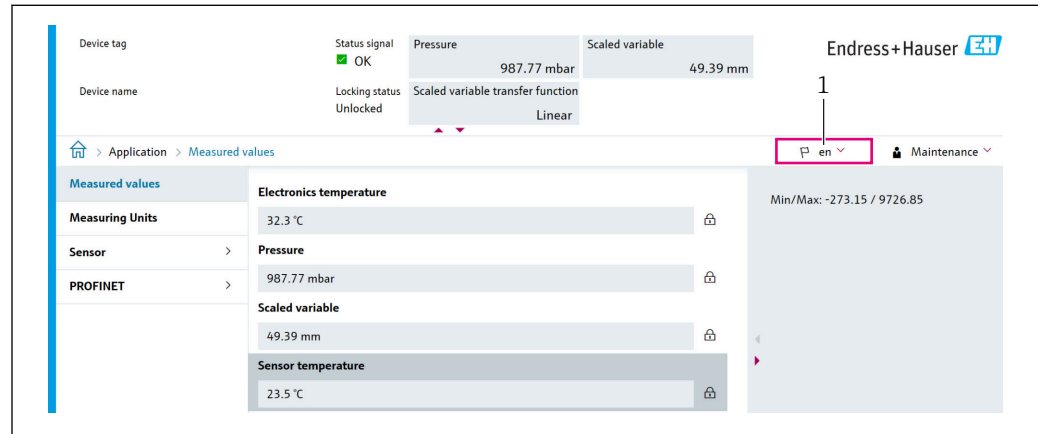 Device tag
Status signal
OK
Pressure
987.77 mbar
Scaled variable
49.39 mm
Endress+Hauser EH
1
Device name
Locking status
Unlocked
Scaled variable transfer function
Linear
> Application > Measured values
en
Maintenance
Measured values
Measuring Units
Sensor >
PROFINET >
Electronics temperature
32.3 °C
Pressure
987.77 mbar
Scaled variable
49.39 mm
Sensor temperature
23.5 °C
Min/Max: -273.15 / 9726.85